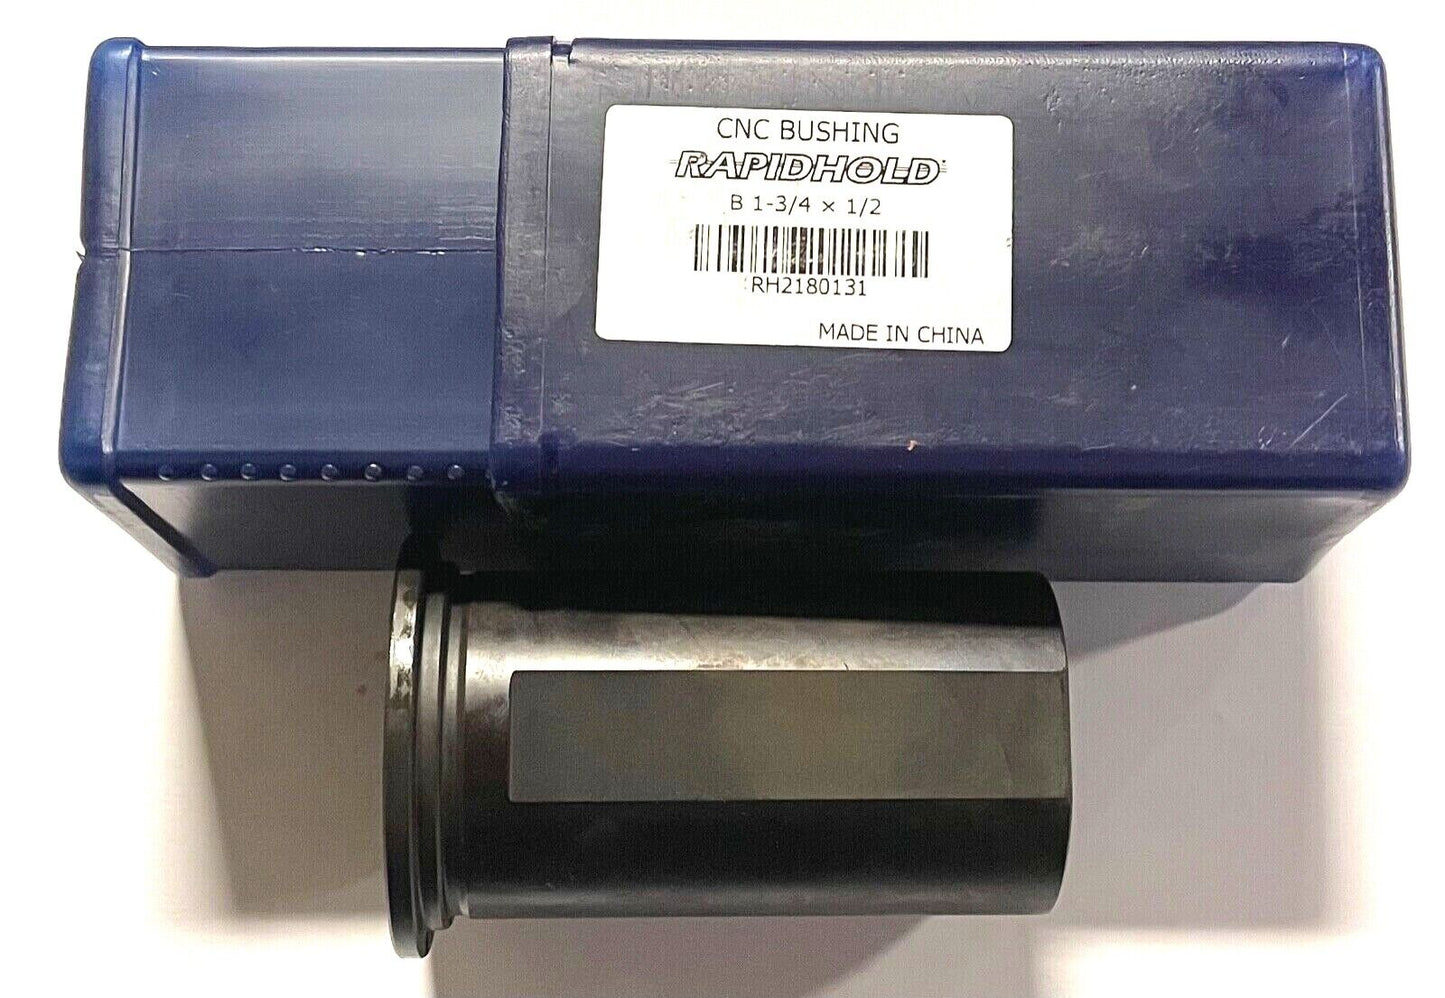 CNC BUSHING
RAPIDHOLD
B 1-3/4 × 1/2
RH2180131
MADE IN CHINA